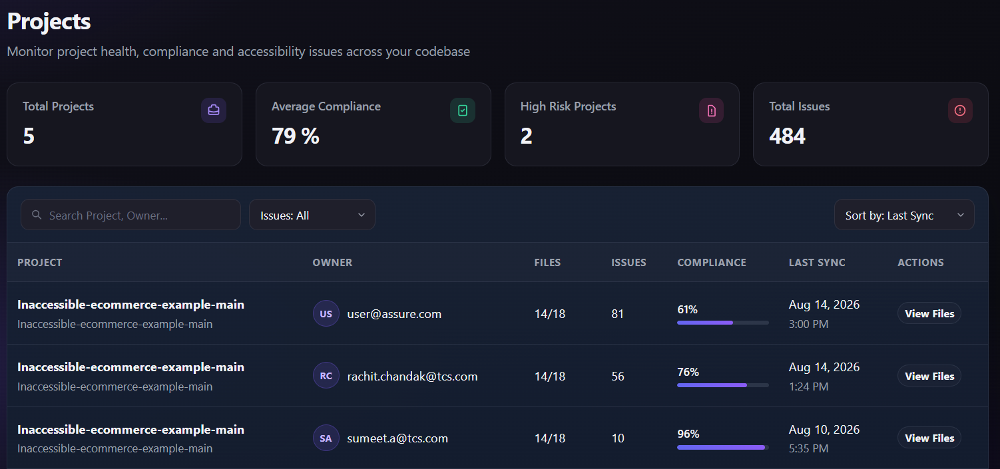 Projects
Monitor project health, compliance and accessibility issues across your codebase
Total Projects
5
Average Compliance
79 %
High Risk Projects
2
Total Issues
484
Search Project, Owner...
Issues: All
Sort by: Last Sync
PROJECT OWNER FILES ISSUES COMPLIANCE LAST SYNC ACTIONS
Inaccessible-ecommerce-example-main
Inaccessible-ecommerce-example-main
US user@assure.com 14/18 81 61% Aug 14, 2026
3:00 PM
View Files
Inaccessible-ecommerce-example-main
Inaccessible-ecommerce-example-main
RC rachit.chandak@tcs.com 14/18 56 76% Aug 14, 2026
1:24 PM
View Files
Inaccessible-ecommerce-example-main
Inaccessible-ecommerce-example-main
SA sumeet.a@tcs.com 14/18 10 96% Aug 10, 2026
5:35 PM
View Files